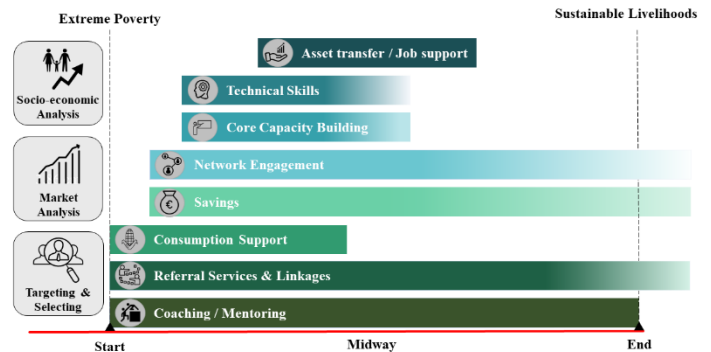 Extreme Poverty
Sustainable Livelihoods
Socio-economic
Analysis
Market
Analysis
Targeting &
Selecting
Asset transfer / Job support
Technical Skills
Core Capacity Building
Network Engagement
€
Savings
Consumption Support
Referral Services & Linkages
Coaching / Mentoring
Start
Midway
End